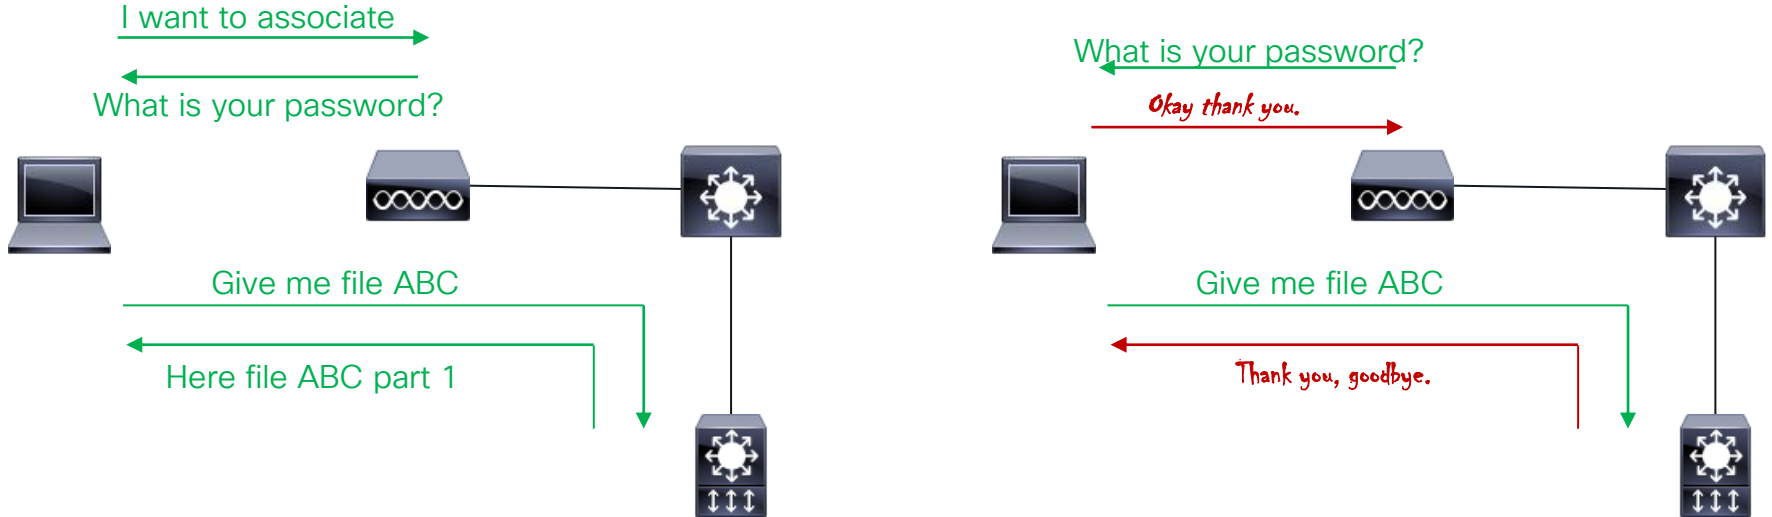 I want to associate
What is your password?
Give me file ABC
Here file ABC part 1
What is your password?
Okay thank you.
Give me file ABC
Thank you, goodbye.